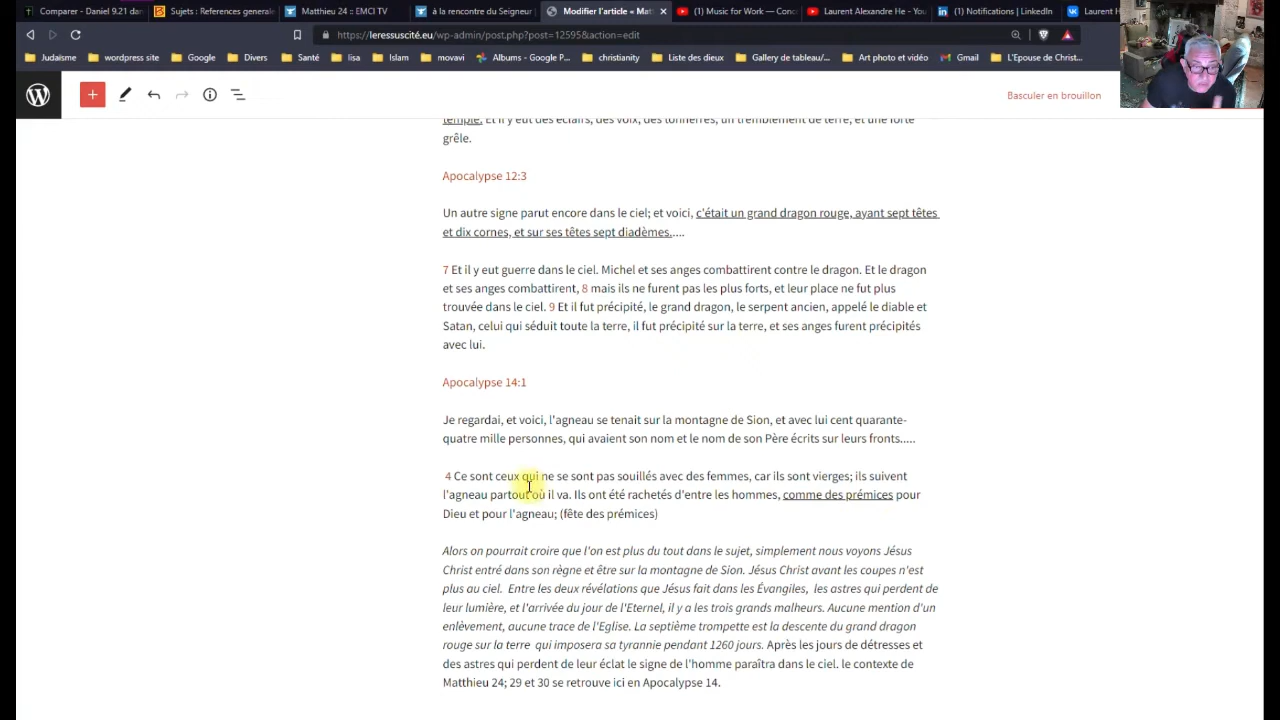 Comparer - Daniel 9.21 dan
Sujets : References generale
Matthieu 24 = EMCI TV
à la rencontre du Seigneur
Modifier l'article « Mat
(1) Music for Work — Conc
Laurent Alexandre He - You
(1) Notifications | LinkedIn
Laurent H
https://leressuscité.eu/wp-admin/post.php?post=12595&action=edit
Judaïsme
wordpress site
Google
Divers
Santé
lisa
Islam
movavi
Albums - Google P...
christianity
Liste des dieux
Gallery de tableau/...
Art photo et vidéo
Gmail
L'Epouse de Christ...
Basculer en brouillon
temple. Et il y eut des éclairs, des voix, des tonnerres, un tremblement de terre, et une forte
grêle.
Apocalypse 12:3
Un autre signe parut encore dans le ciel; et voici, c'était un grand dragon rouge, ayant sept têtes
et dix cornes, et sur ses têtes sept diadèmes.....
7 Et il y eut guerre dans le ciel. Michel et ses anges combattirent contre le dragon. Et le dragon
et ses anges combattirent, 8 mais ils ne furent pas les plus forts, et leur place ne fut plus
trouvée dans le ciel. 9 Et il fut précipité, le grand dragon, le serpent ancien, appelé le diable et
Satan, celui qui séduit toute la terre, il fut précipité sur la terre, et ses anges furent précipités
avec lui.
Apocalypse 14:1
Je regardai, et voici, l'agneau se tenait sur la montagne de Sion, et avec lui cent quarante-
quatre mille personnes, qui avaient son nom et le nom de son Père écrits sur leurs fronts.....
4 Ce sont ceux qui ne se sont pas souillés avec des femmes, car ils sont vierges; ils suivent
l'agneau partout où il va. Ils ont été rachetés d'entre les hommes, comme des prémices pour
Dieu et pour l'agneau; (fête des prémices)
Alors on pourrait croire que l'on est plus du tout dans le sujet, simplement nous voyons Jésus
Christ entré dans son règne et être sur la montagne de Sion. Jésus Christ avant les coupes n'est
plus au ciel. Entre les deux révélations que Jésus fait dans les Évangiles, les astres qui perdent de
leur lumière, et l'arrivée du jour de l'Eternel, il y a les trois grands malheurs. Aucune mention d'un
enlèvement, aucune trace de l'Eglise. La septième trompette est la descente du grand dragon
rouge sur la terre qui imposera sa tyrannie pendant 1260 jours. Après les jours de détresses et
des astres qui perdent de leur éclat le signe de l'homme paraîtra dans le ciel. le contexte de
Matthieu 24; 29 et 30 se retrouve ici en Apocalypse 14.